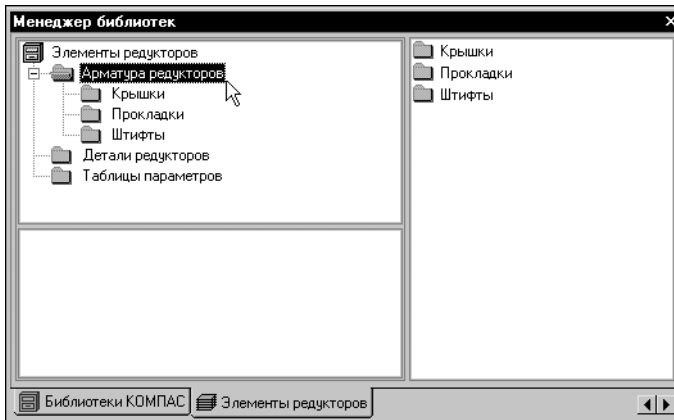 Менеджер библиотек
Элементы редукторов
Арматура редукторов
Крышки
Прокладки
Штифты
Детали редукторов
Таблицы параметров
Крышки
Прокладки
Штифты
Библиотеки КОМПАС
Элементы редукторов